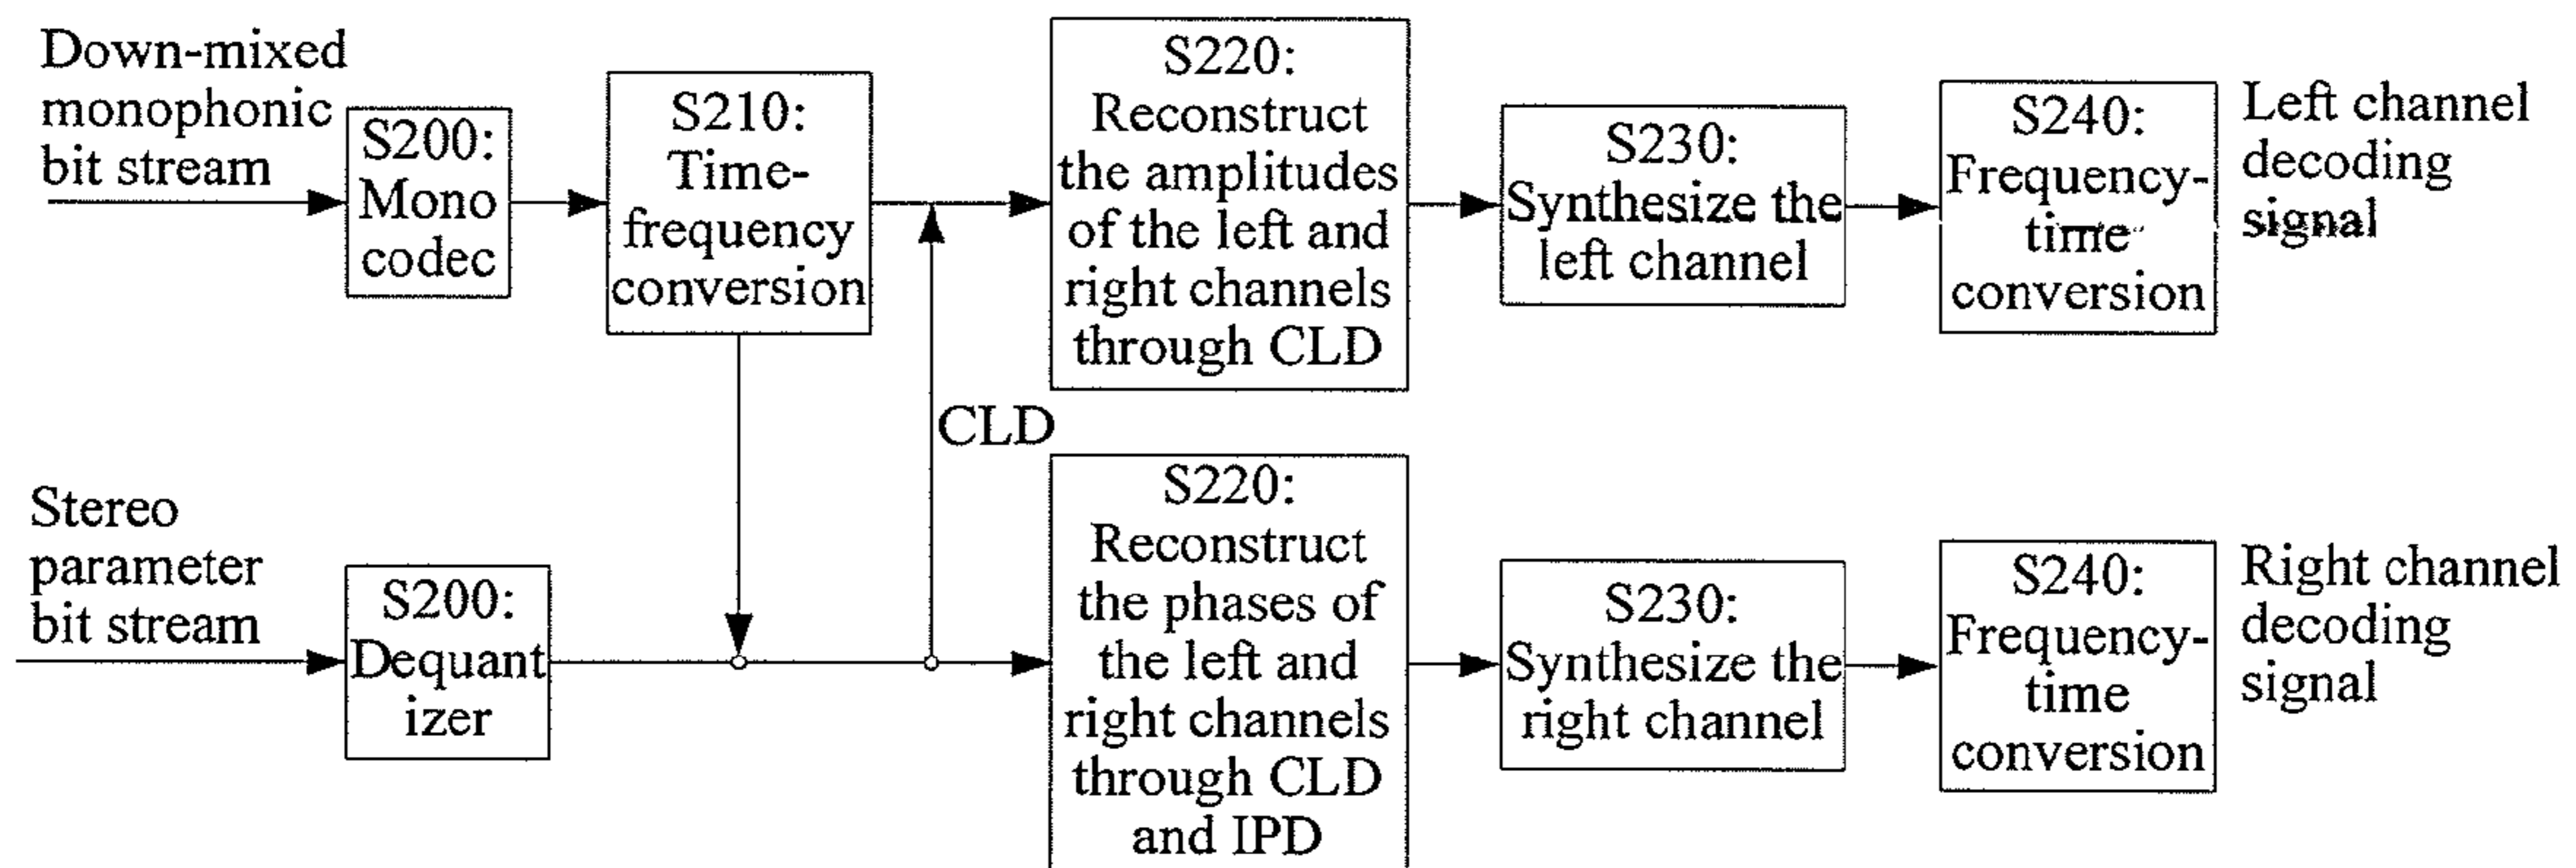 Down-mixed
monophonic
bit stream
S200:
Mono
codec
S210:
Time-
frequency
conversion
S220:
Reconstruct
the amplitudes
of the left and
right channels
through CLD
S230:
Synthesize the
left channel
S240:
Frequency-
time
conversion
Left channel
decoding
signal
CLD
Stereo
parameter
bit stream
S200:
Dequant
izer
S220:
Reconstruct
the phases of
the left and
right channels
through CLD
and IPD
S230:
Synthesize the
right channel
S240:
Frequency-
time
conversion
Right channel
decoding
signal